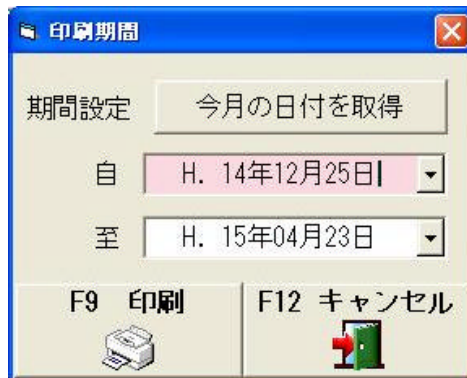 印刷期間
期間設定 今月の日付を取得
自 H. 14年12月25日
至 H. 15年04月23日
F9 印刷 F12 キャンセル